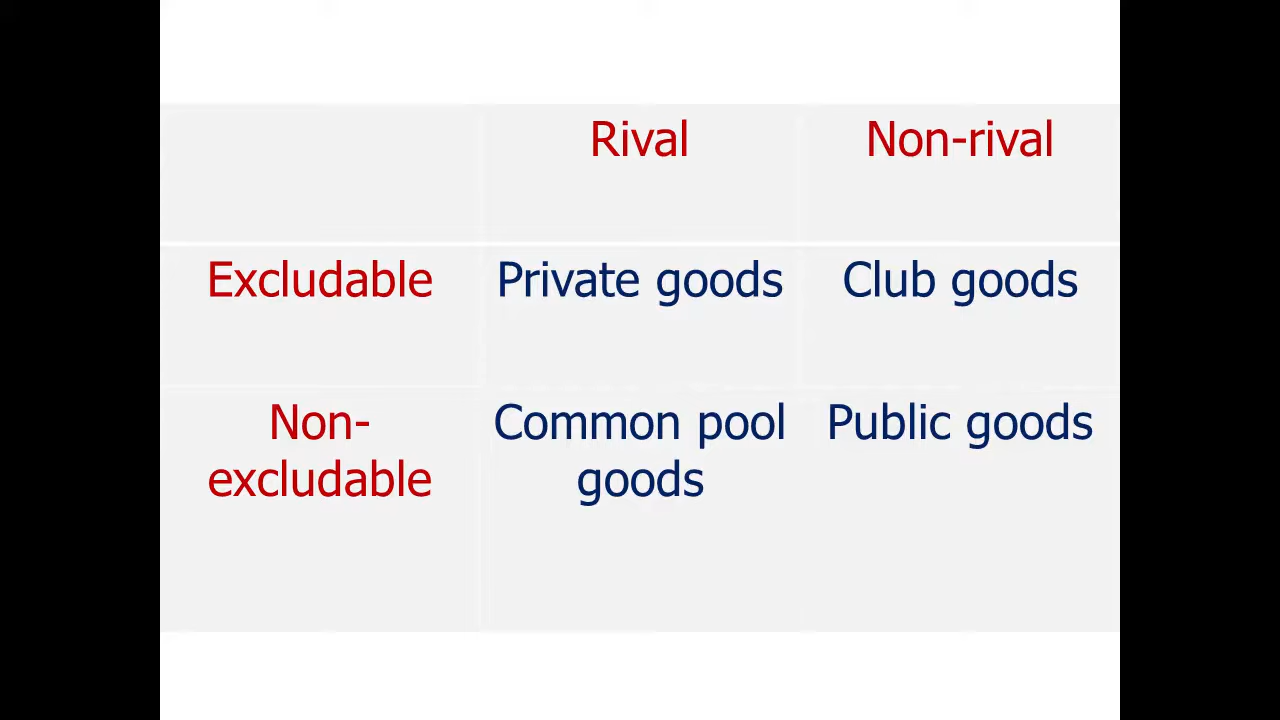 Rival Non-rival
Excludable Private goods Club goods
Non- Common pool Public goods
excludable goods